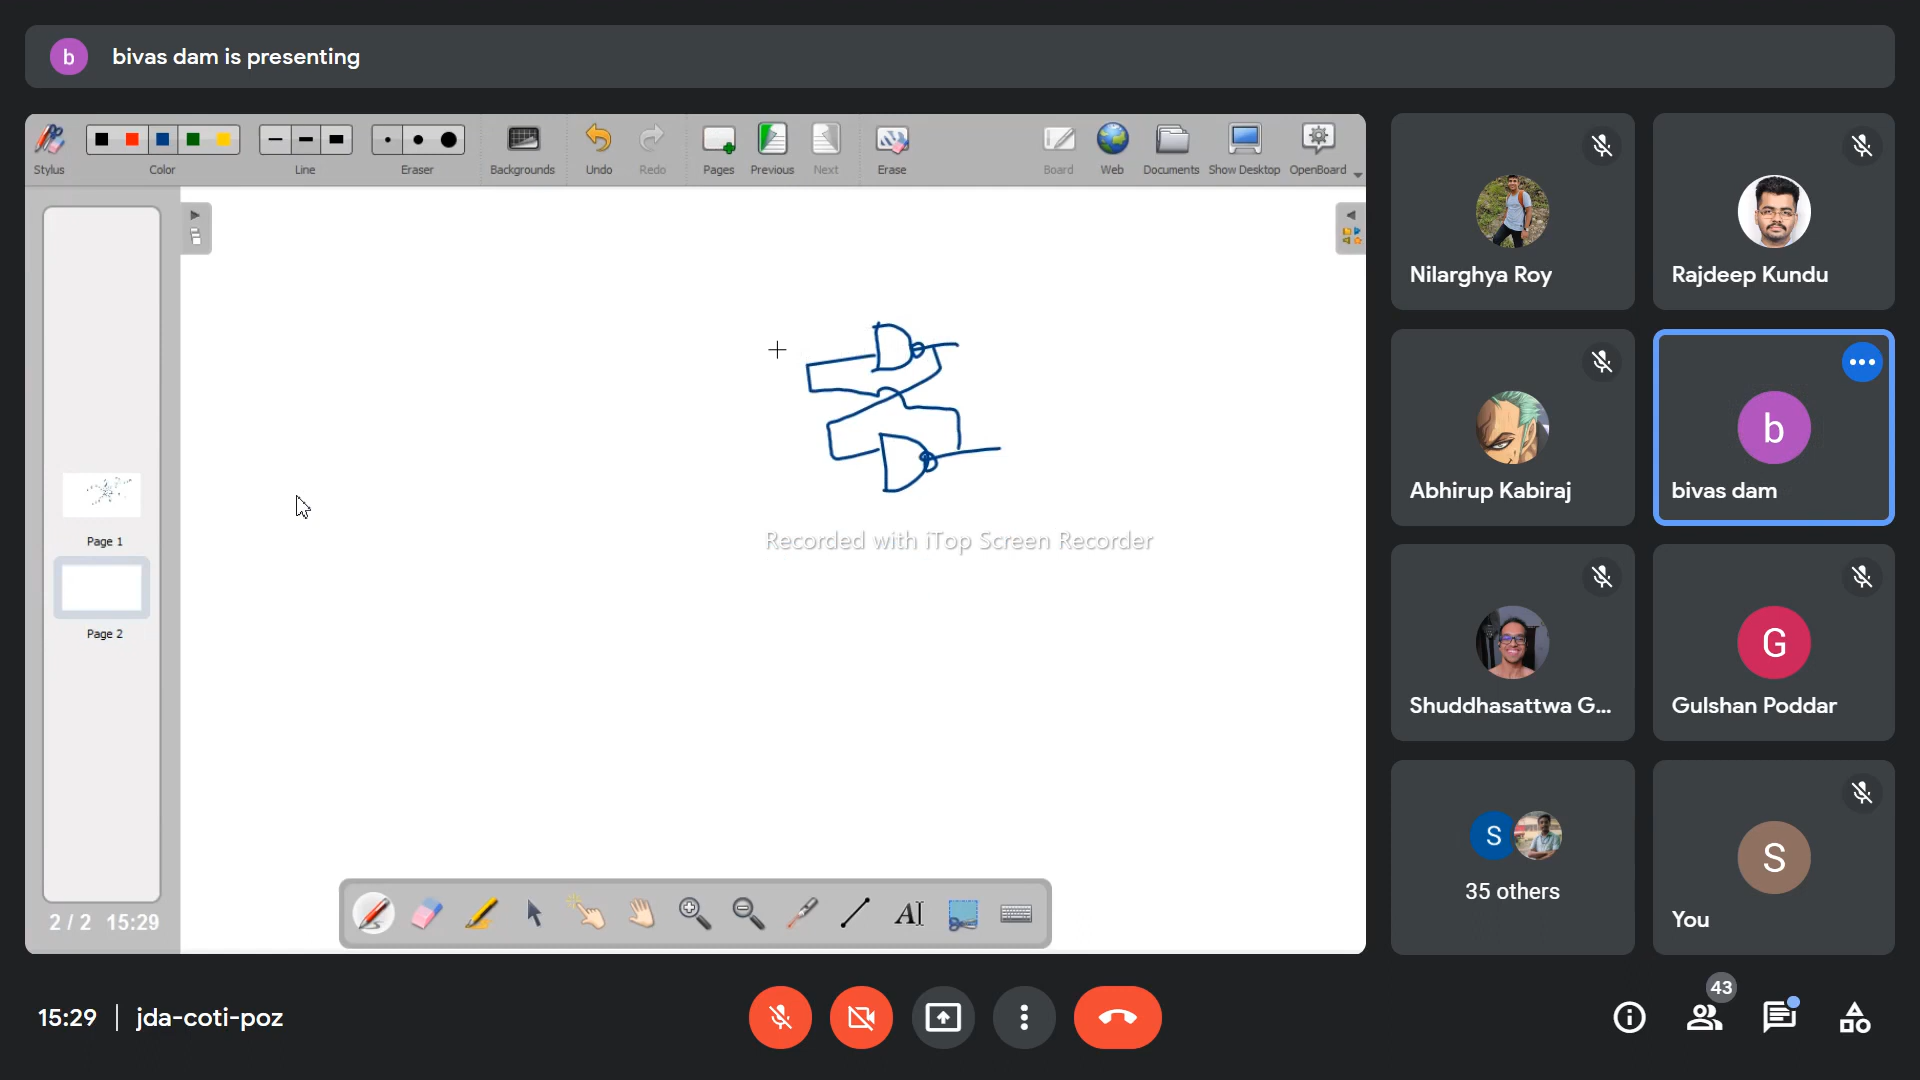 b bivas dam is presenting
Stylus Color Line Eraser Backgrounds Undo Redo Pages Previous Next Erase Board Web Documents Show Desktop OpenBoard
Page 1
Page 2
2 / 2 15:29
Recorded with iTop Screen Recorder
AI
Nilarghya Roy
Rajdeep Kundu
Abhirup Kabiraj
b
bivas dam
Shuddhasattwa G...
G
Gulshan Poddar
S
35 others
S
You
15:29 | jda-coti-poz
43